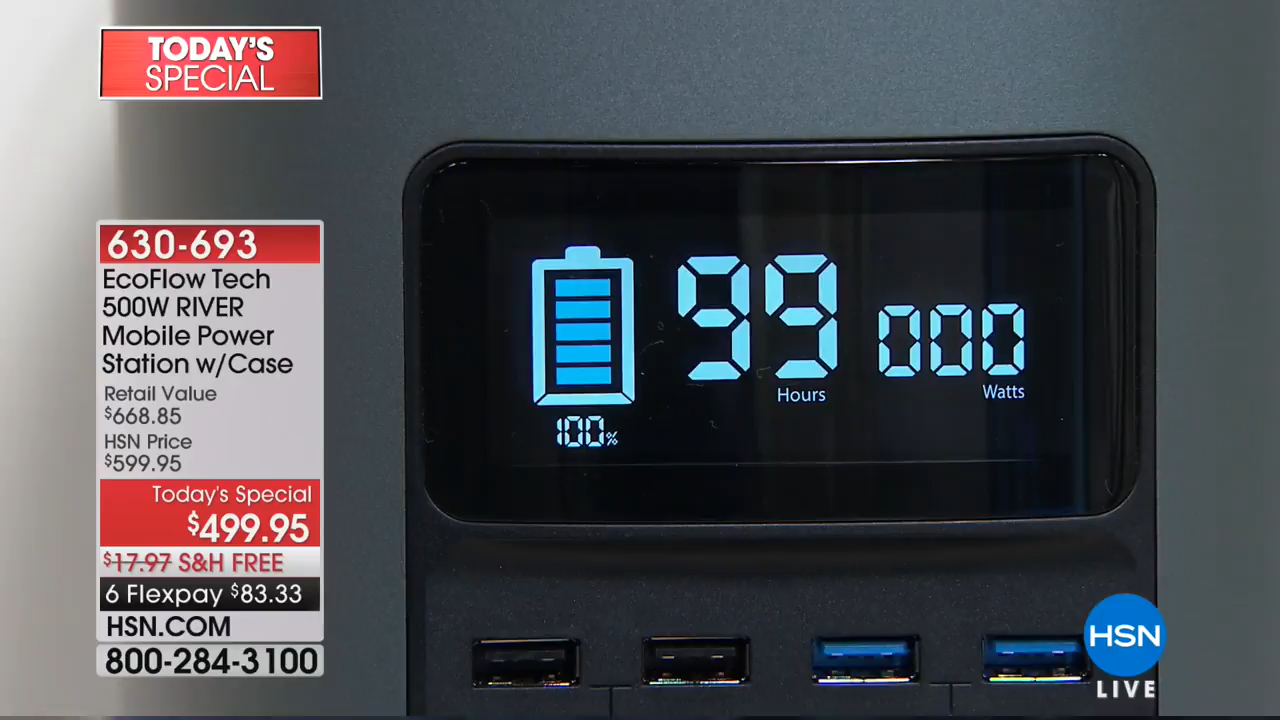 TODAY'S
SPECIAL
630-693
EcoFlow Tech
500W RIVER
Mobile Power
Station w/Case
Retail Value
$668.85
HSN Price
$599.95
Today's Special
$499.95
$17.97 S&H FREE
6 Flexpay $83.33
HSN.COM
800-284-3100
99
Hours
000
Watts
100%
HSN
LIVE